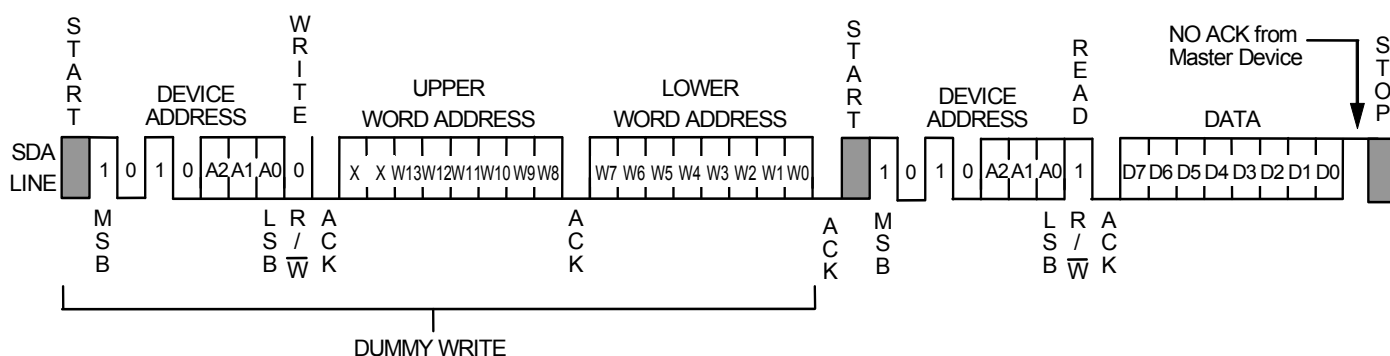 START
WRITE
START
READ
NO ACK from
Master Device
STOP
DEVICE
ADDRESS
UPPER
WORD ADDRESS
LOWER
WORD ADDRESS
DEVICE
ADDRESS
DATA
SDA
LINE
1 0 1 0 A2 A1 A0 0 X X W13 W12 W11 W10 W9 W8 W7 W6 W5 W4 W3 W2 W1 W0 1 0 1 0 A2 A1 A0 1 D7 D6 D5 D4 D3 D2 D1 D0
MSB
LSB
R/W̅
ACK
ACK
ACK
MSB
LSB
R/W̅
ACK
DUMMY WRITE